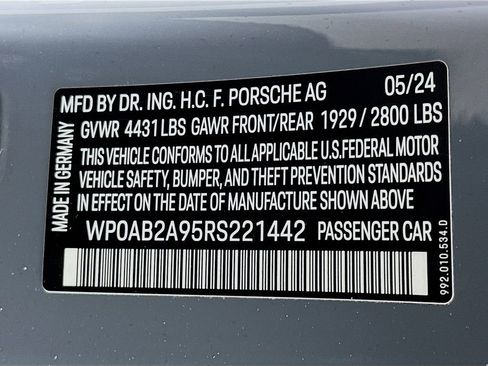 MFD BY DR. ING. H.C. F. PORSCHE AG 05/24
GVWR 4431 LBS GAWR FRONT/REAR 1929 / 2800 LBS
THIS VEHICLE CONFORMS TO ALL APPLICABLE U.S.FEDERAL MOTOR
VEHICLE SAFETY, BUMPER, AND THEFT PREVENTION STANDARDS
IN EFFECT ON THE DATE OF MANUFACTURE SHOWN ABOVE
WP0AB2A95RS221442 PASSENGER CAR
MADE IN GERMANY
992.010.534.D